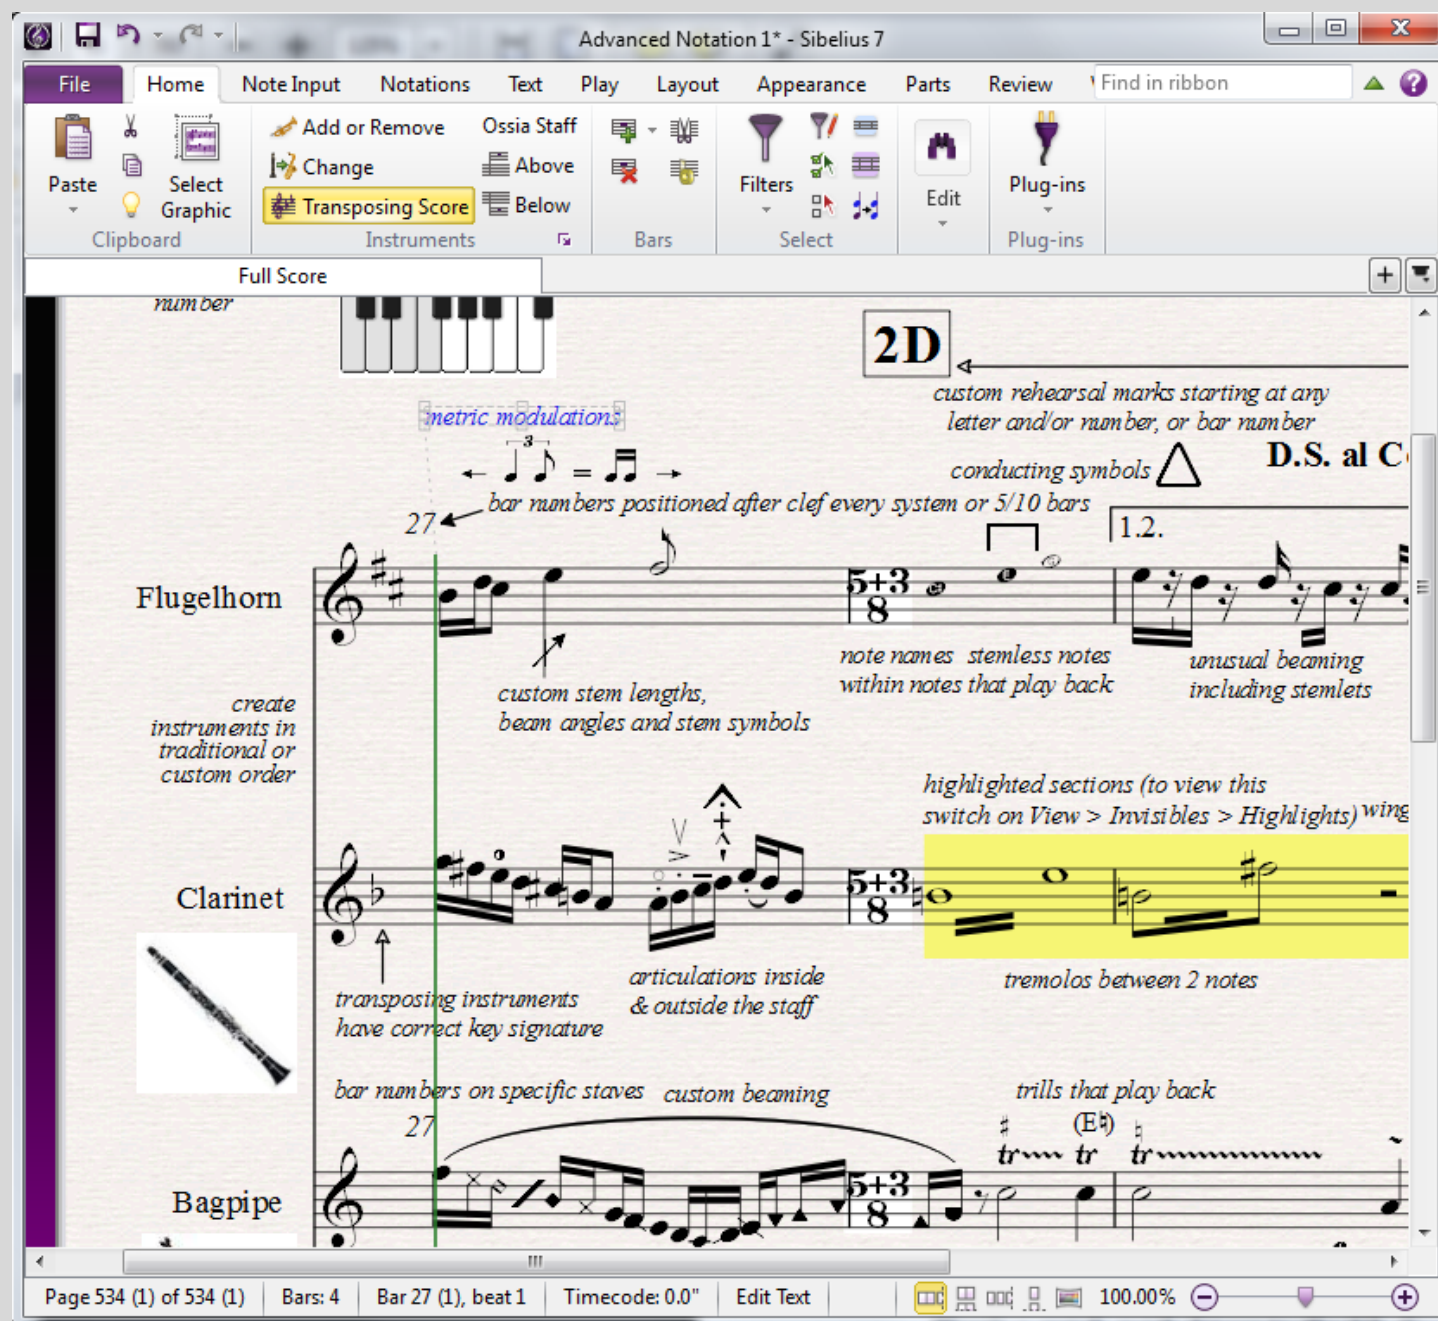 Advanced Notation 1* - Sibelius 7
File Home Note Input Notations Text Play Layout Appearance Parts Review Find in ribbon
Paste
Select
Graphic
Clipboard
Add or Remove
Change
Transposing Score
Ossia Staff
Above
Below
Instruments
Bars
Filters
Select
Edit
Plug-ins
Plug-ins
Full Score
number
2D
custom rehearsal marks starting at any
letter and/or number, or bar number
metric modulations
3
=
conducting symbols
D.S. al C
bar numbers positioned after clef every system or 5/10 bars
27
1.2.
Flugelhorn
5+3
8
note names
within notes
stemless notes
that play back
unusual beaming
including stemlets
custom stem lengths,
beam angles and stem symbols
create
instruments in
traditional or
custom order
highlighted sections (to view this
switch on View > Invisibles > Highlights)
wing
Clarinet
5+3
8
transposing instruments
have correct key signature
articulations inside
& outside the staff
tremolos between 2 notes
bar numbers on specific staves
custom beaming
trills that play back
27
(E♮)
tr tr tr
Bagpipe
5+3
8
Page 534 (1) of 534 (1) Bars: 4 Bar 27 (1), beat 1 Timecode: 0.0" Edit Text 100.00%